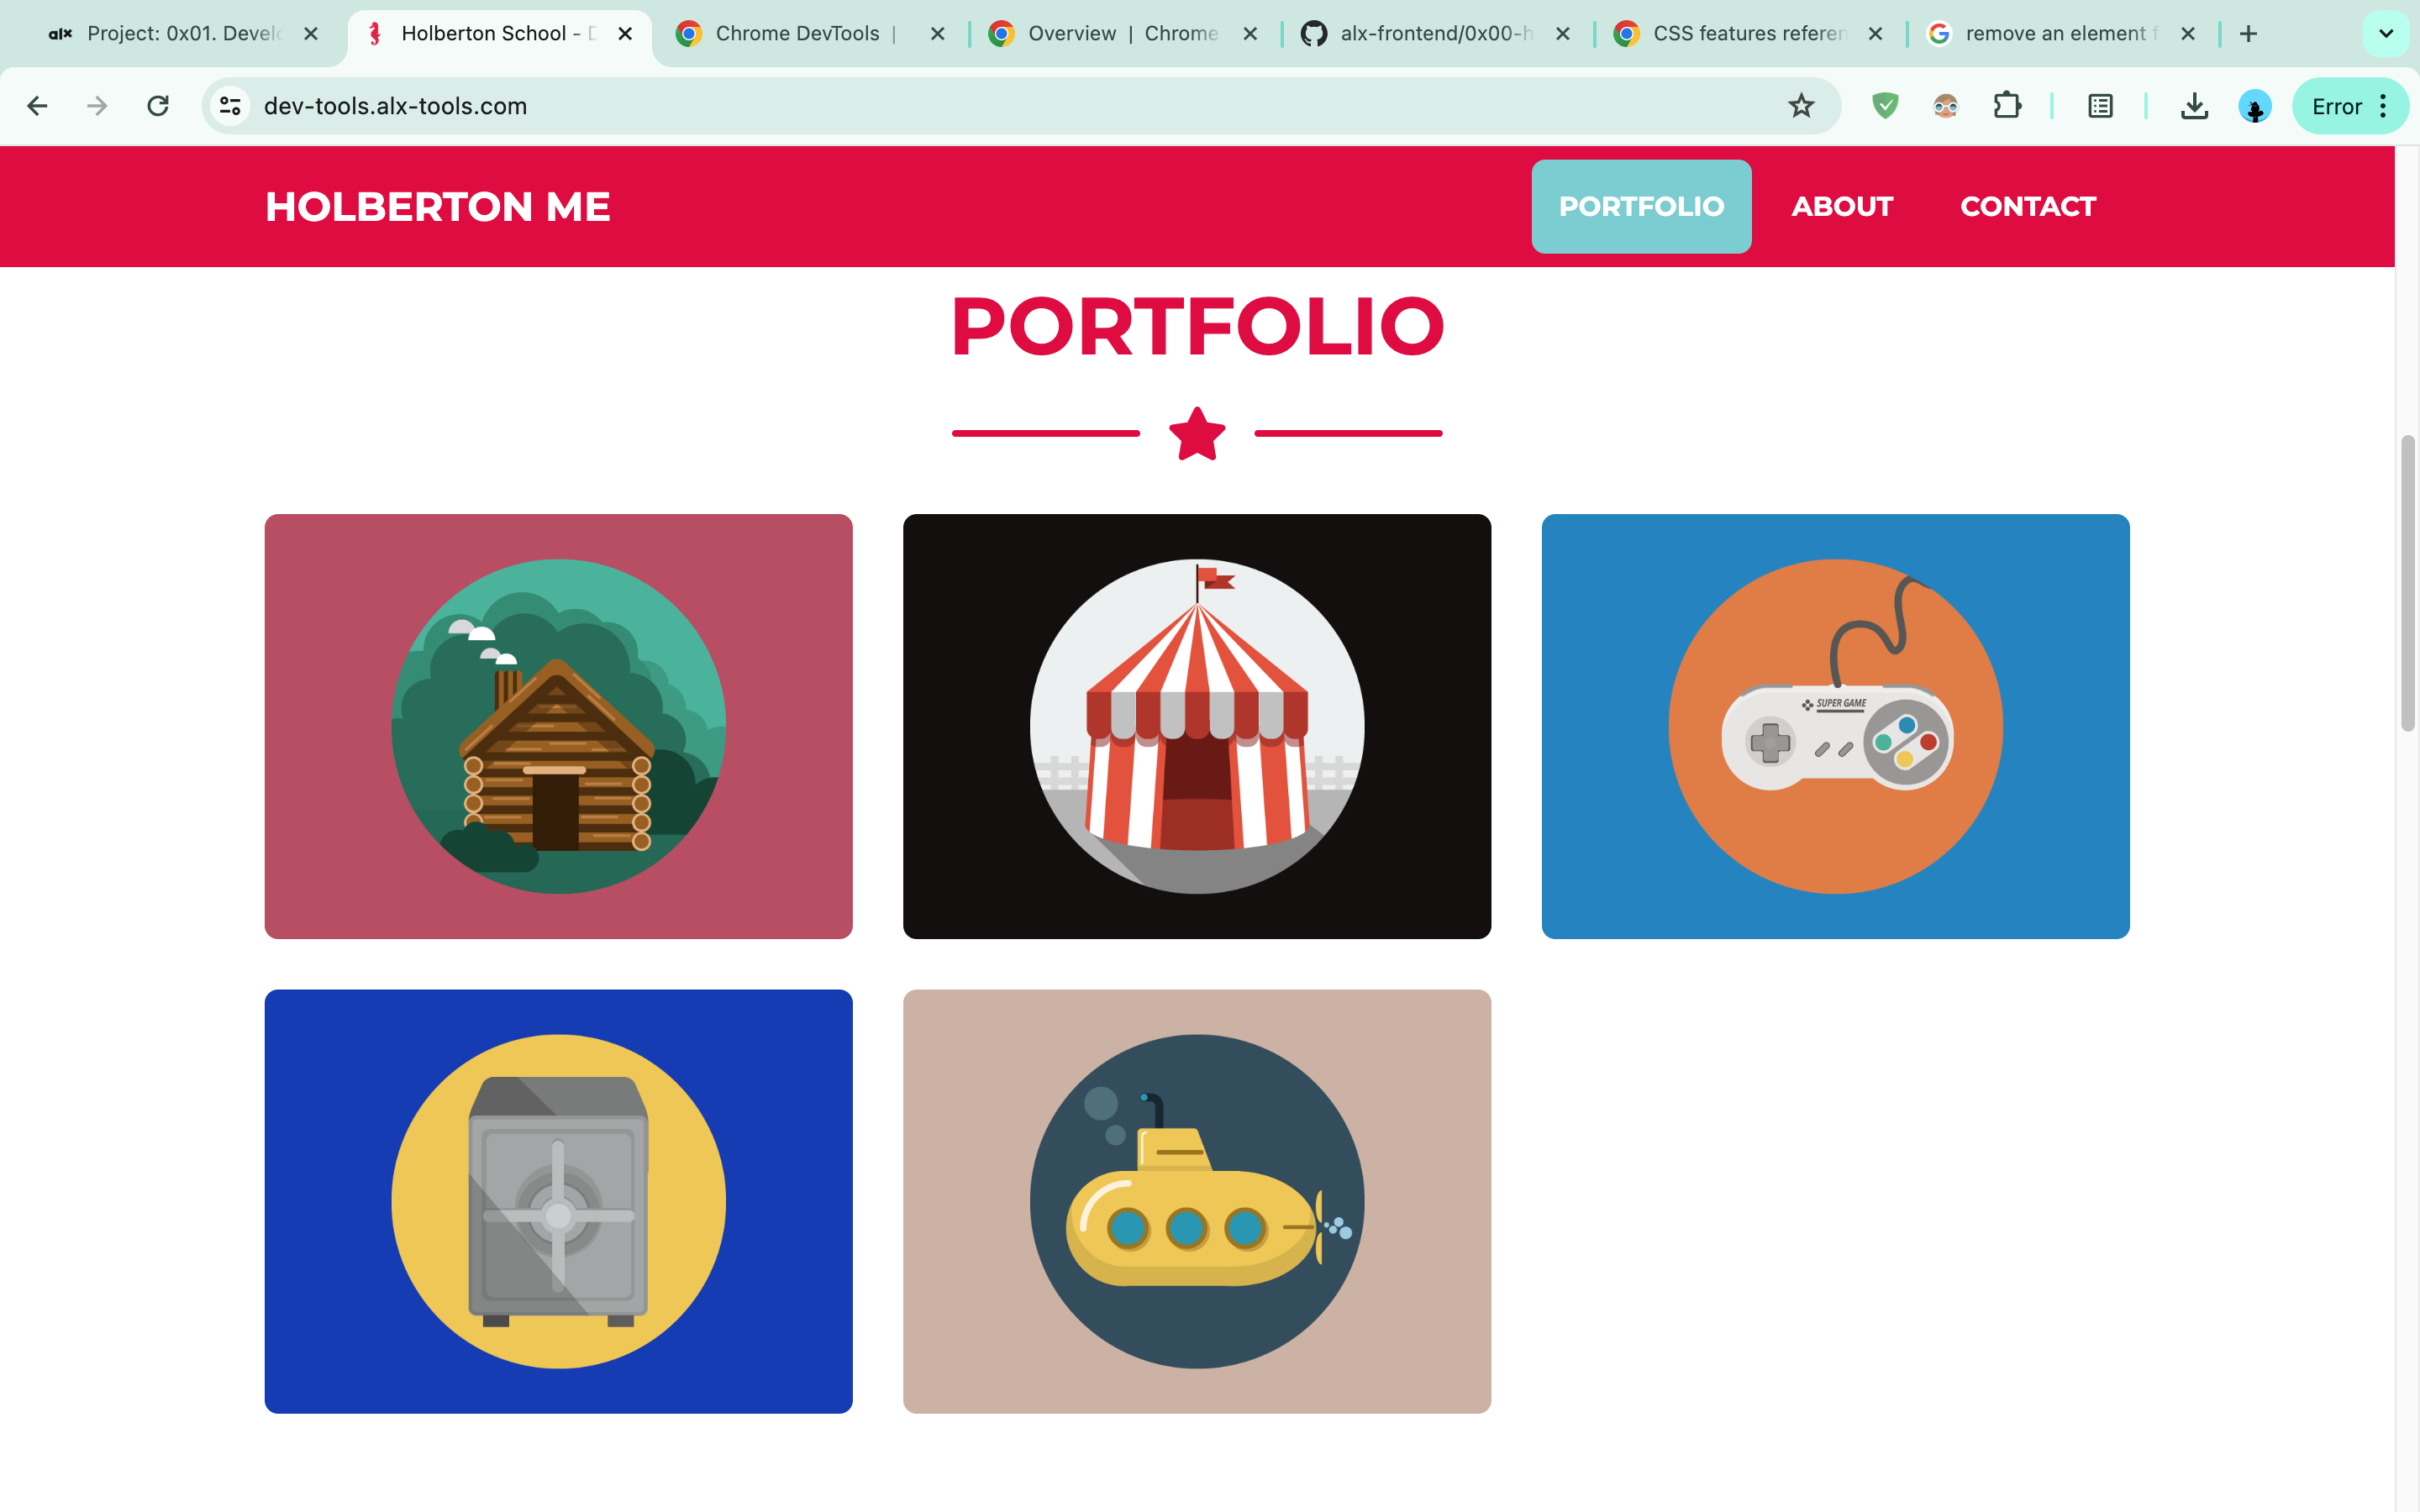 alx Project: 0x01. Develo
Holberton School - D
Chrome DevTools |
Overview | Chrome
alx-frontend/0x00-h
CSS features referen
remove an element f
dev-tools.alx-tools.com
Error
HOLBERTON ME
PORTFOLIO
ABOUT
CONTACT
PORTFOLIO
SUPER GAME